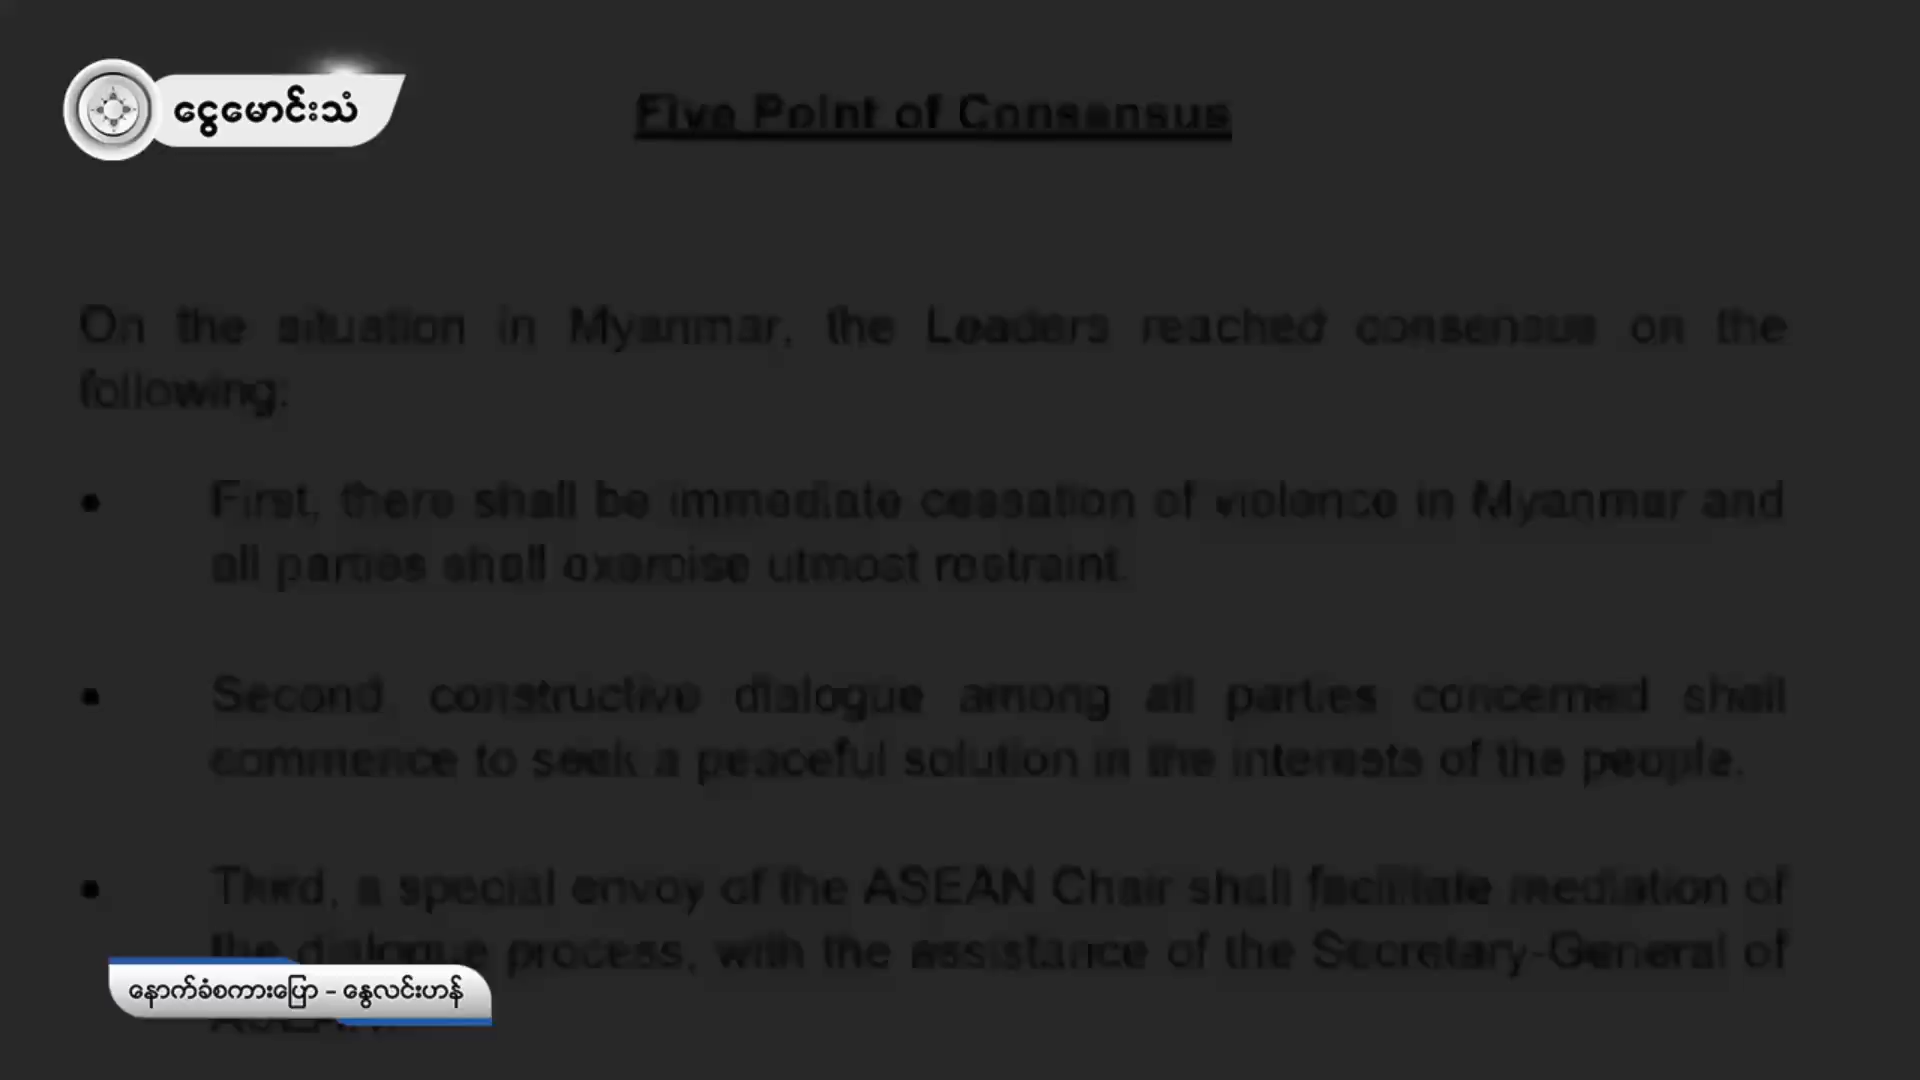 ငွေမောင်းသံ
Five Point of Consensus
On the situation in Myanmar, the Leaders reached consensus on the
following:
• First, there shall be immediate cessation of violence in Myanmar and
all parties shall exercise utmost restraint.
• Second constructive dialogue among all parties concerned shall
commence to seek a peaceful solution in the interests of the people.
• Third, a special envoy of the ASEAN Chair shall facilitate mediation of
the dialogue process, with the assistance of the Secretary-General of
နောက်ခံစကားပြော - နွေလင်းဟန်